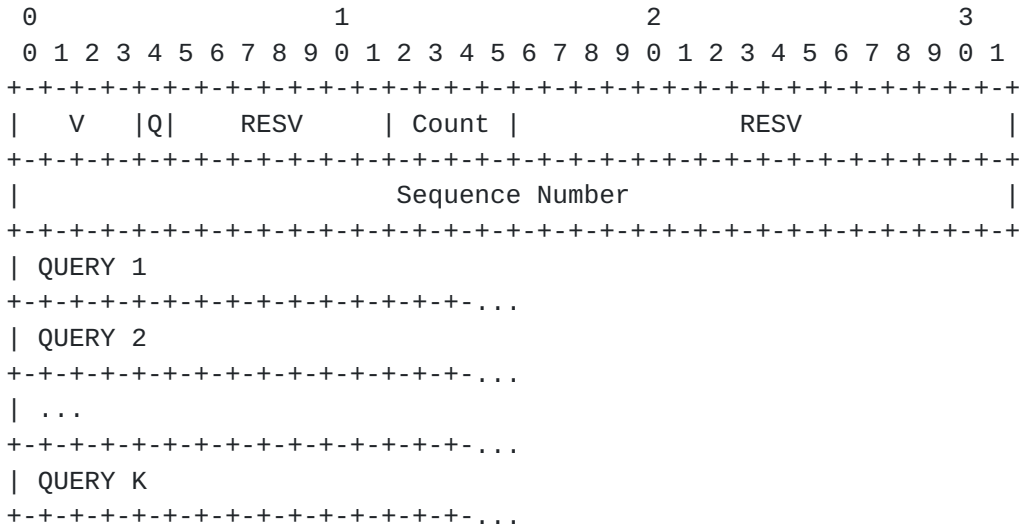 0                   1                   2                   3
 0 1 2 3 4 5 6 7 8 9 0 1 2 3 4 5 6 7 8 9 0 1 2 3 4 5 6 7 8 9 0 1
+-+-+-+-+-+-+-+-+-+-+-+-+-+-+-+-+-+-+-+-+-+-+-+-+-+-+-+-+-+-+-+-+
|   V   |Q|    RESV     | Count |              RESV             |
+-+-+-+-+-+-+-+-+-+-+-+-+-+-+-+-+-+-+-+-+-+-+-+-+-+-+-+-+-+-+-+-+
|                        Sequence Number                        |
+-+-+-+-+-+-+-+-+-+-+-+-+-+-+-+-+-+-+-+-+-+-+-+-+-+-+-+-+-+-+-+-+
| QUERY 1
+-+-+-+-+-+-+-+-+-+-+-+-+-+-+-...
| QUERY 2
+-+-+-+-+-+-+-+-+-+-+-+-+-+-+-...
| ...
+-+-+-+-+-+-+-+-+-+-+-+-+-+-+-...
| QUERY K
+-+-+-+-+-+-+-+-+-+-+-+-+-+-+-...